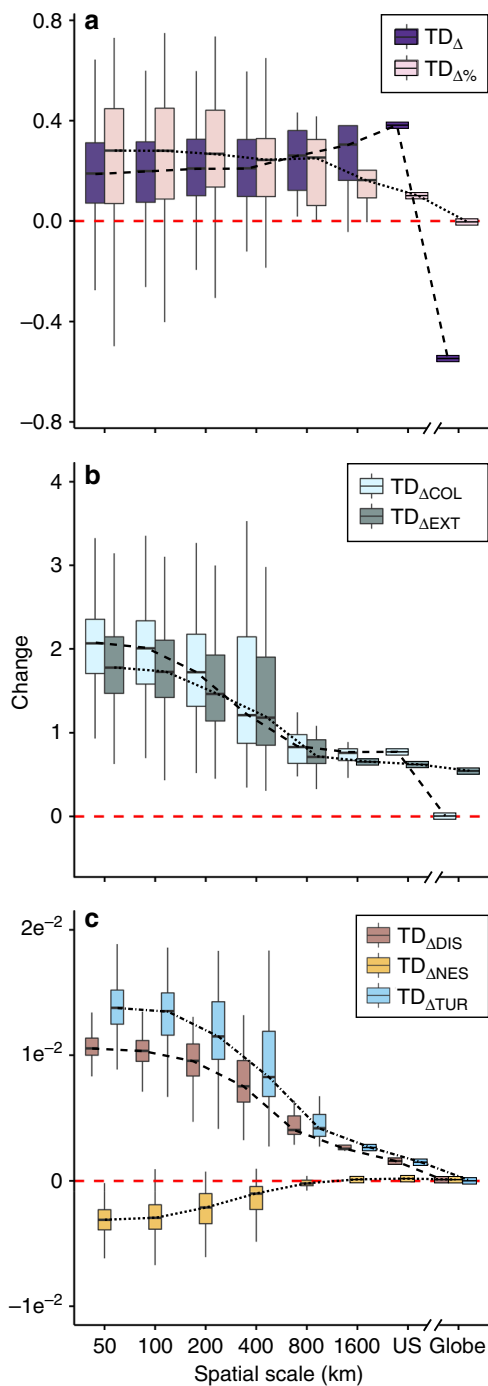 a
TDΔ
TDΔ%
0.8
0.4
0.0
−0.4
−0.8
b
TDΔCOL
TDΔEXT
4
3
2
1
0
Change
c
TDΔDIS
TDΔNES
TDΔTUR
2e⁻²
1e⁻²
0
−1e⁻²
50 100 200 400 800 1600 US Globe
Spatial scale (km)